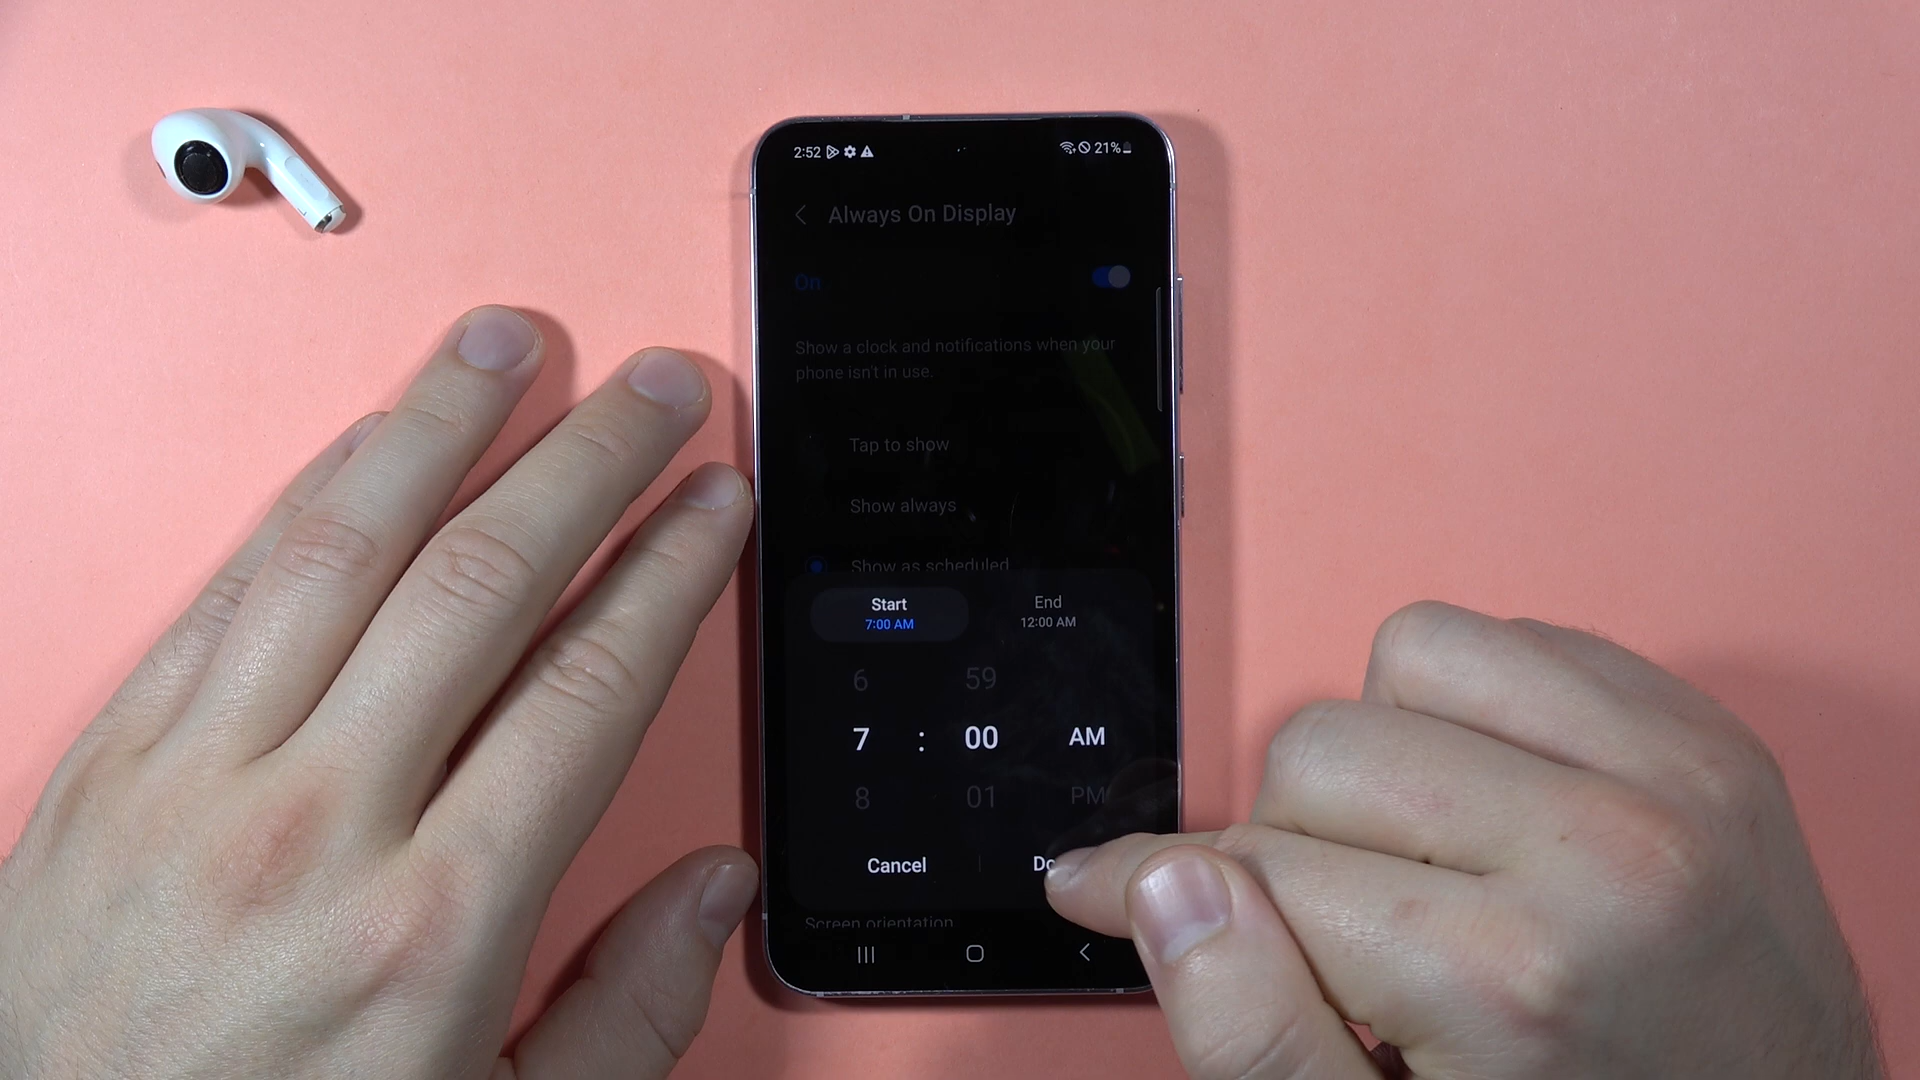 2:52 21%
Always On Display
On
Show a clock and notifications when your
phone isn't in use.
Tap to show
Show always
Show as scheduled
Start End
7:00 AM 12:00 AM
6 59
7 : 00 AM
8 01 PM
Cancel Do
Screen orientation